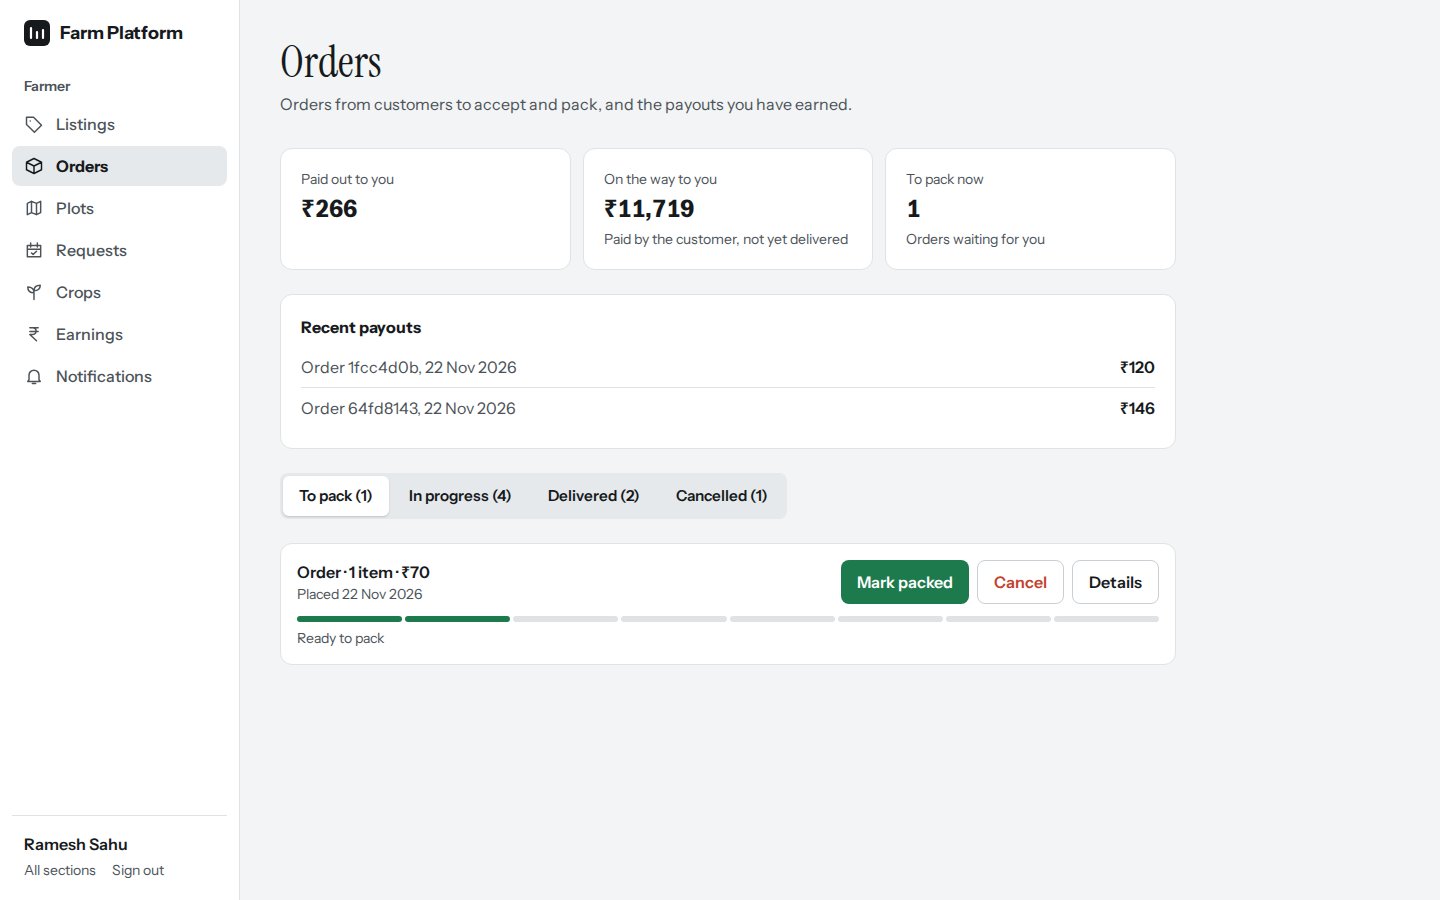 Farm Platform
Farmer
Listings
Orders
Plots
Requests
Crops
Earnings
Notifications
Ramesh Sahu
All sections Sign out
Orders
Orders from customers to accept and pack, and the payouts you have earned.
Paid out to you
₹266
On the way to you
₹11,719
Paid by the customer, not yet delivered
To pack now
1
Orders waiting for you
Recent payouts
Order 1fcc4d0b, 22 Nov 2026 ₹120
Order 64fd8143, 22 Nov 2026 ₹146
To pack (1) In progress (4) Delivered (2) Cancelled (1)
Order · 1 item · ₹70
Placed 22 Nov 2026
Mark packed Cancel Details
Ready to pack